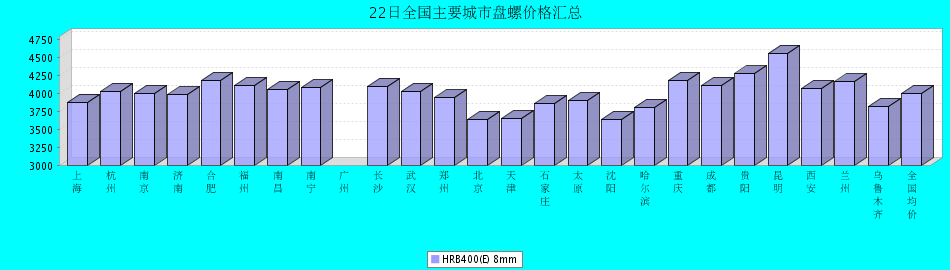 22日全国主要城市盘螺价格汇总
4750
4500
4250
4000
3750
3500
3250
3000
上海
杭州
南京
济南
合肥
福州
南昌
南宁
广州
长沙
武汉
郑州
北京
天津
石家庄
太原
沈阳
哈尔滨
重庆
成都
贵阳
昆明
西安
兰州
乌鲁木齐
全国均价
HRB400(E) 8mm